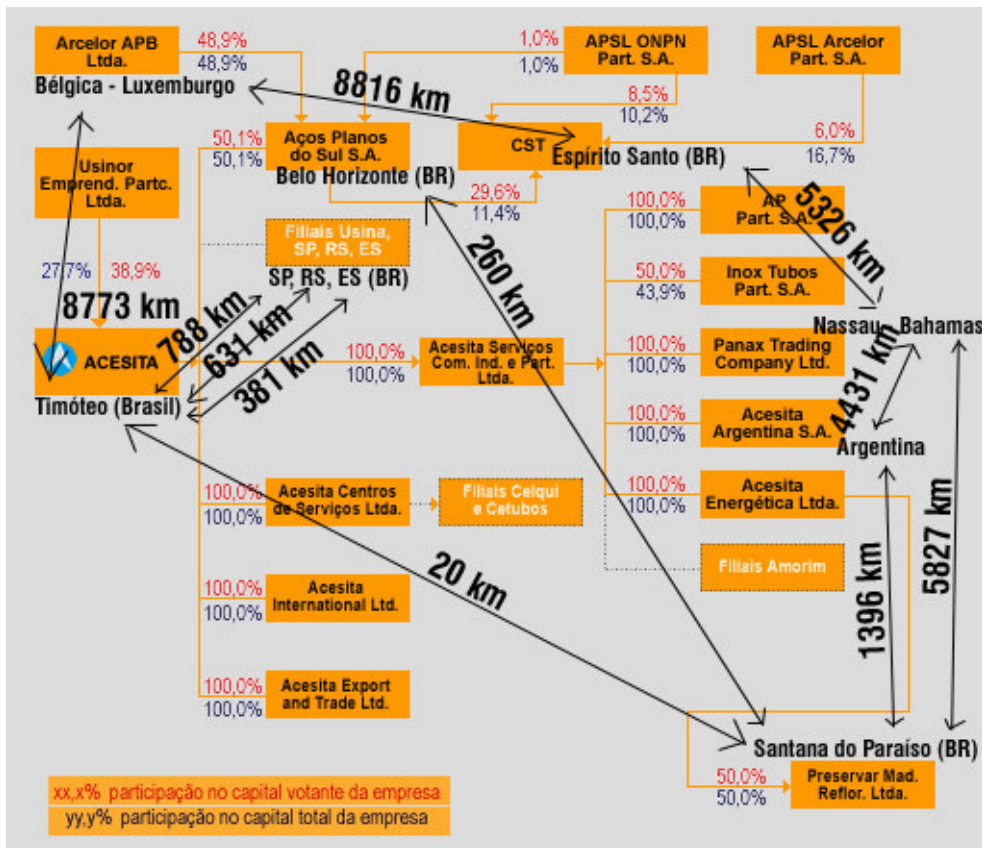 Arcelor APB
Ltda.
48,9%
48,9%
1,0%
1,0%
APSL ONPN
Part. S.A.
APSL Arcelor
Part. S.A.
Bélgica - Luxemburgo
8816 km
8,5%
10,2%
6,0%
16,7%
Usinor
Emprend. Partc.
Ltda.
50,1%
50,1%
Aços Planos
do Sul S.A.
Belo Horizonte (BR)
CST
Espírito Santo (BR)
29,6%
11,4%
5326 km
100,0%
100,0%
AP
Part. S.A.
Filiais Usina,
SP, RS, ES
SP, RS, ES (BR)
260 km
27,7%
38,9%
8773 km
50,0%
43,9%
Inox Tubos
Part. S.A.
Nassau - Bahamas
788 km
631 km
381 km
ACESITA
Timóteo (Brasil)
100,0%
100,0%
Acesita Serviços
Com. Ind. e Part.
Ltda.
100,0%
100,0%
Panax Trading
Company Ltd.
4431 km
100,0%
100,0%
Acesita
Argentina S.A.
Argentina
100,0%
100,0%
Acesita Centros
de Serviços Ltda.
Filiais Celqui
e Cetubos
100,0%
100,0%
Acesita
Energética Ltda.
Filiais Amorim
20 km
1396 km
5827 km
100,0%
100,0%
Acesita
International Ltd.
100,0%
100,0%
Acesita Export
and Trade Ltd.
Santana do Paraíso (BR)
50,0%
50,0%
Preservar Mad.
Reflor. Ltda.
xx,x% participação no capital votante da empresa
yy,y% participação no capital total da empresa